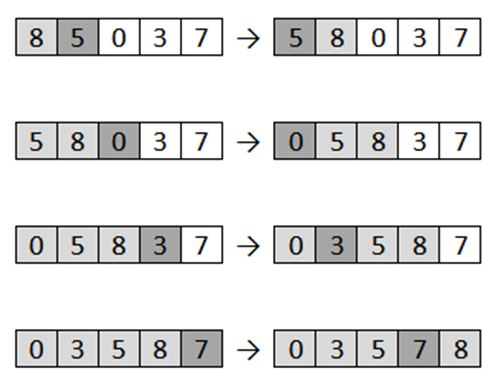 8 5 0 3 7 → 5 8 0 3 7
5 8 0 3 7 → 0 5 8 3 7
0 5 8 3 7 → 0 3 5 8 7
0 3 5 8 7 → 0 3 5 7 8